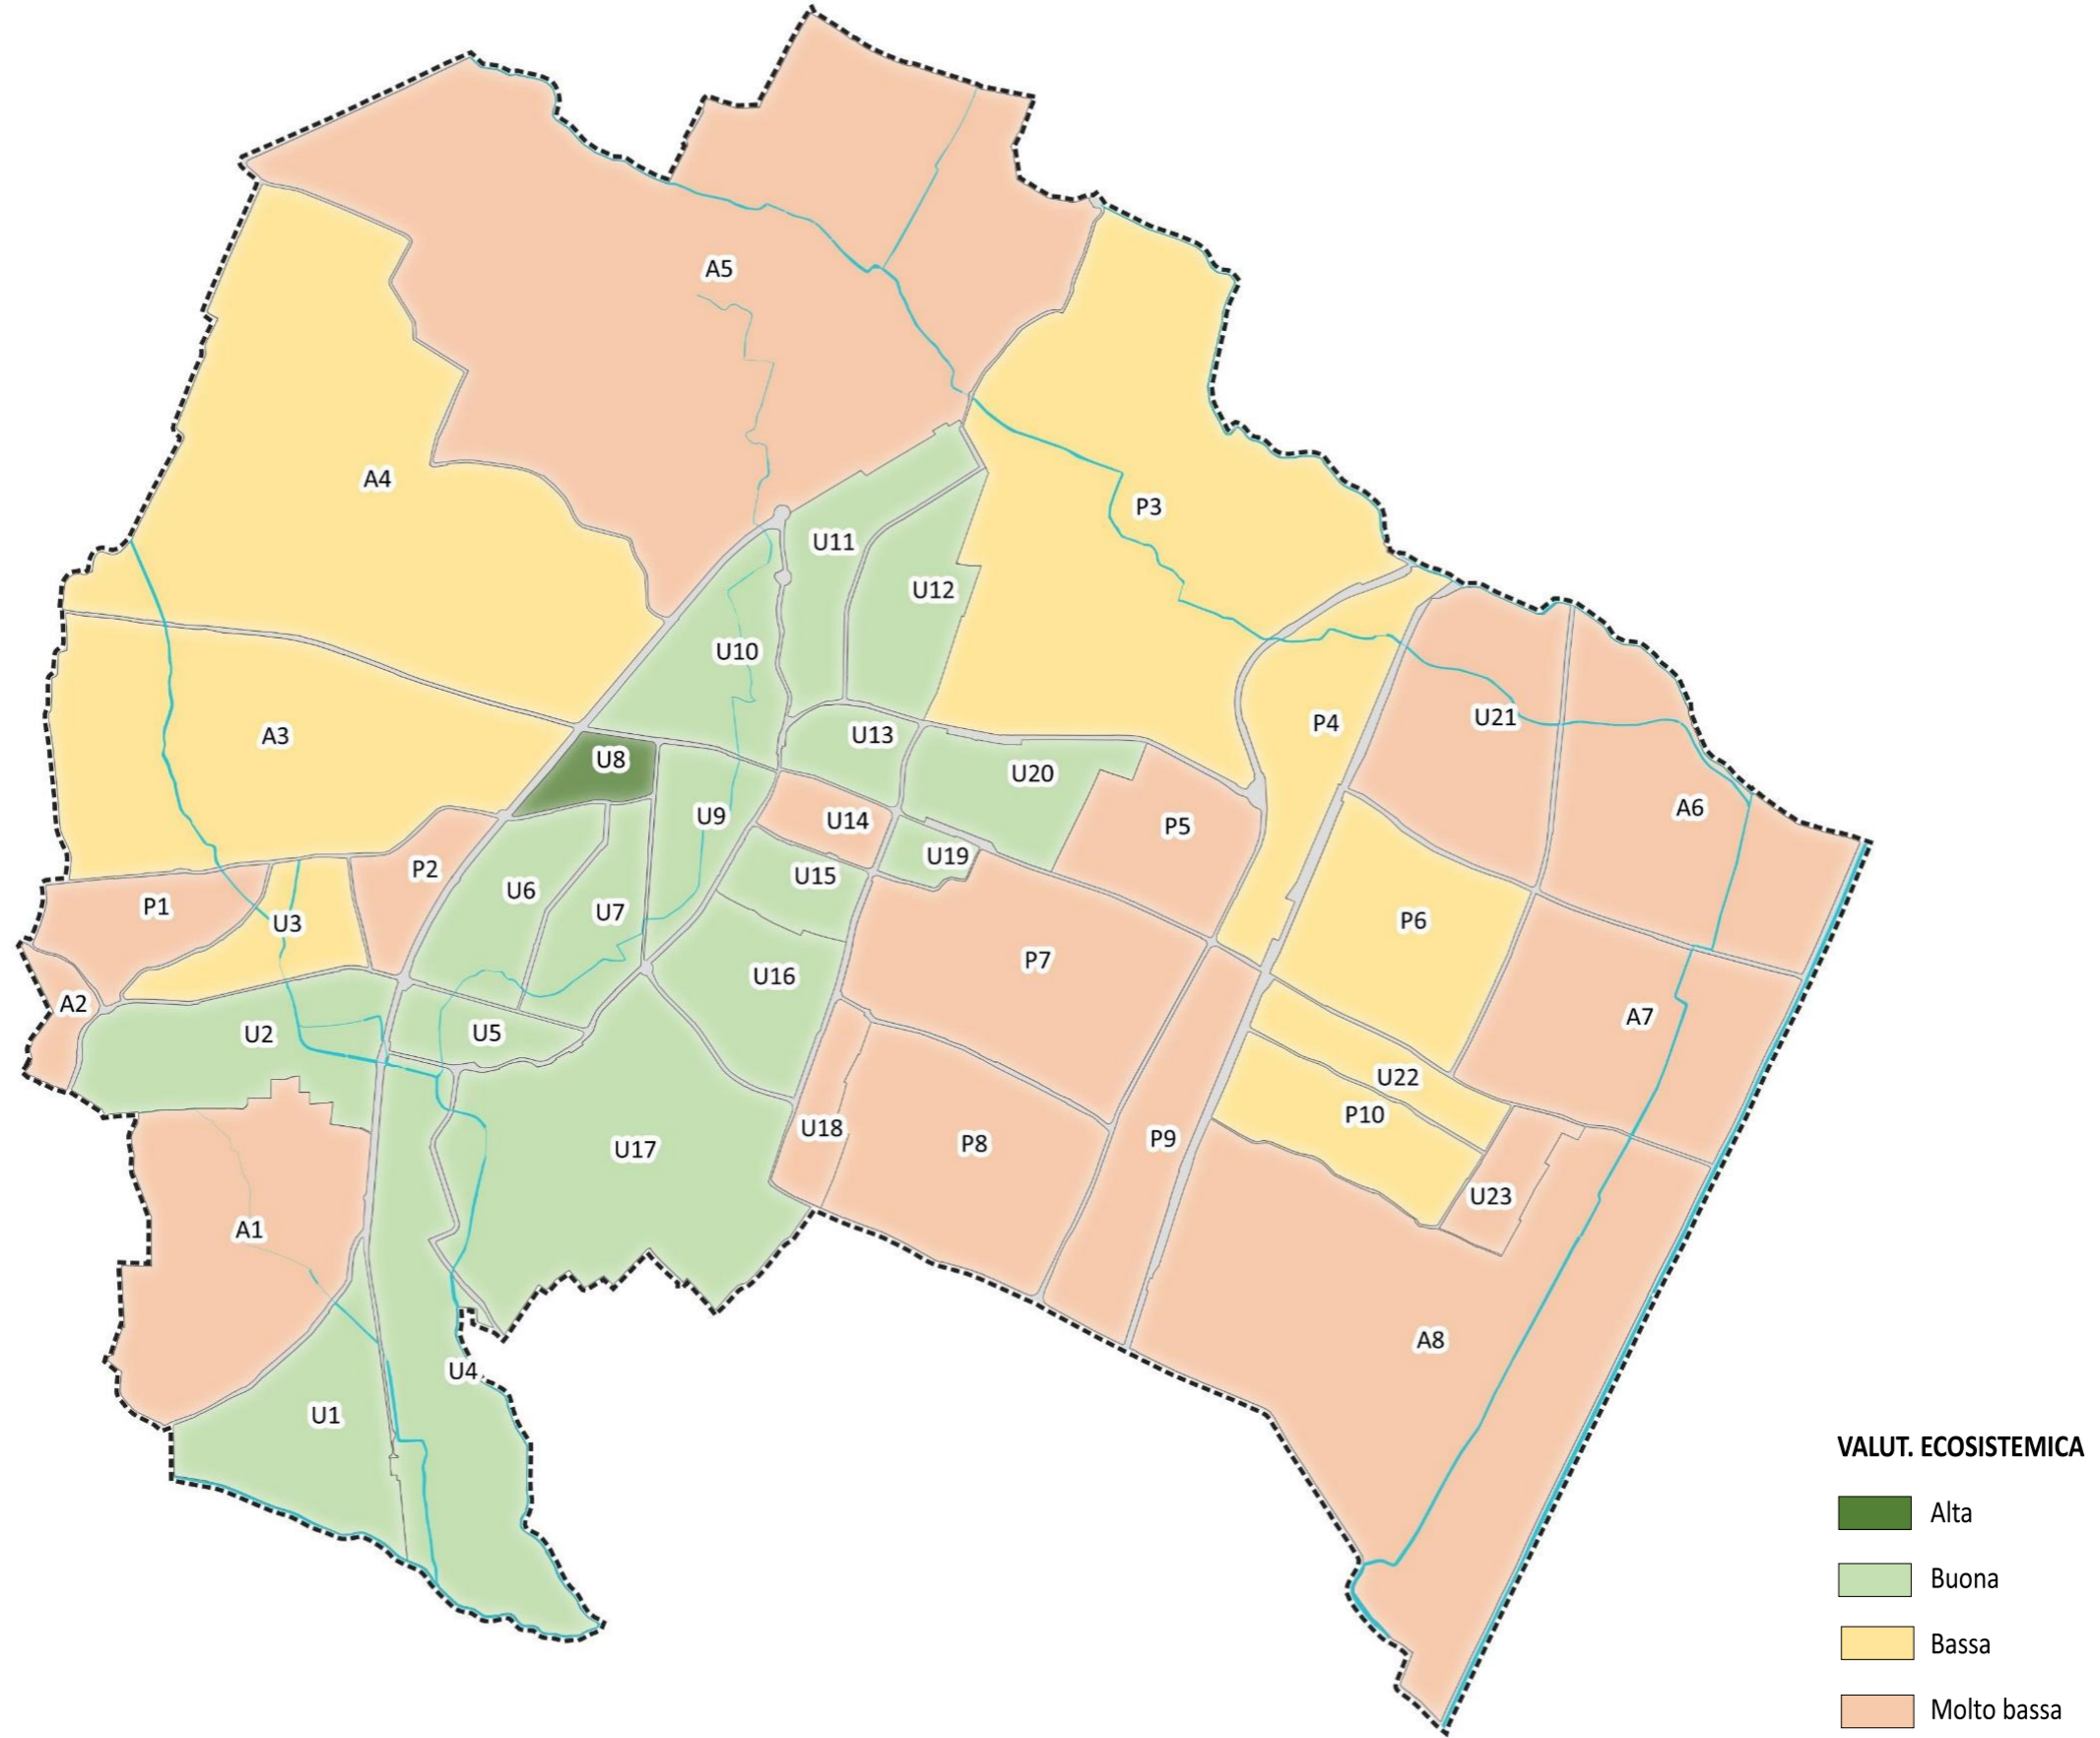 A5
A4
P3
U11
U12
U10
A3
U8
U13
U20
P4
U21
A6
U9
U14
P5
U19
P2
U6
U15
U7
P1
U3
P6
P7
U16
A2
U2
U5
A7
U22
P10
U18
P8
P9
U17
U23
A1
A8
U4
U1
VALUT. ECOSISTEMICA
Alta
Buona
Bassa
Molto bassa